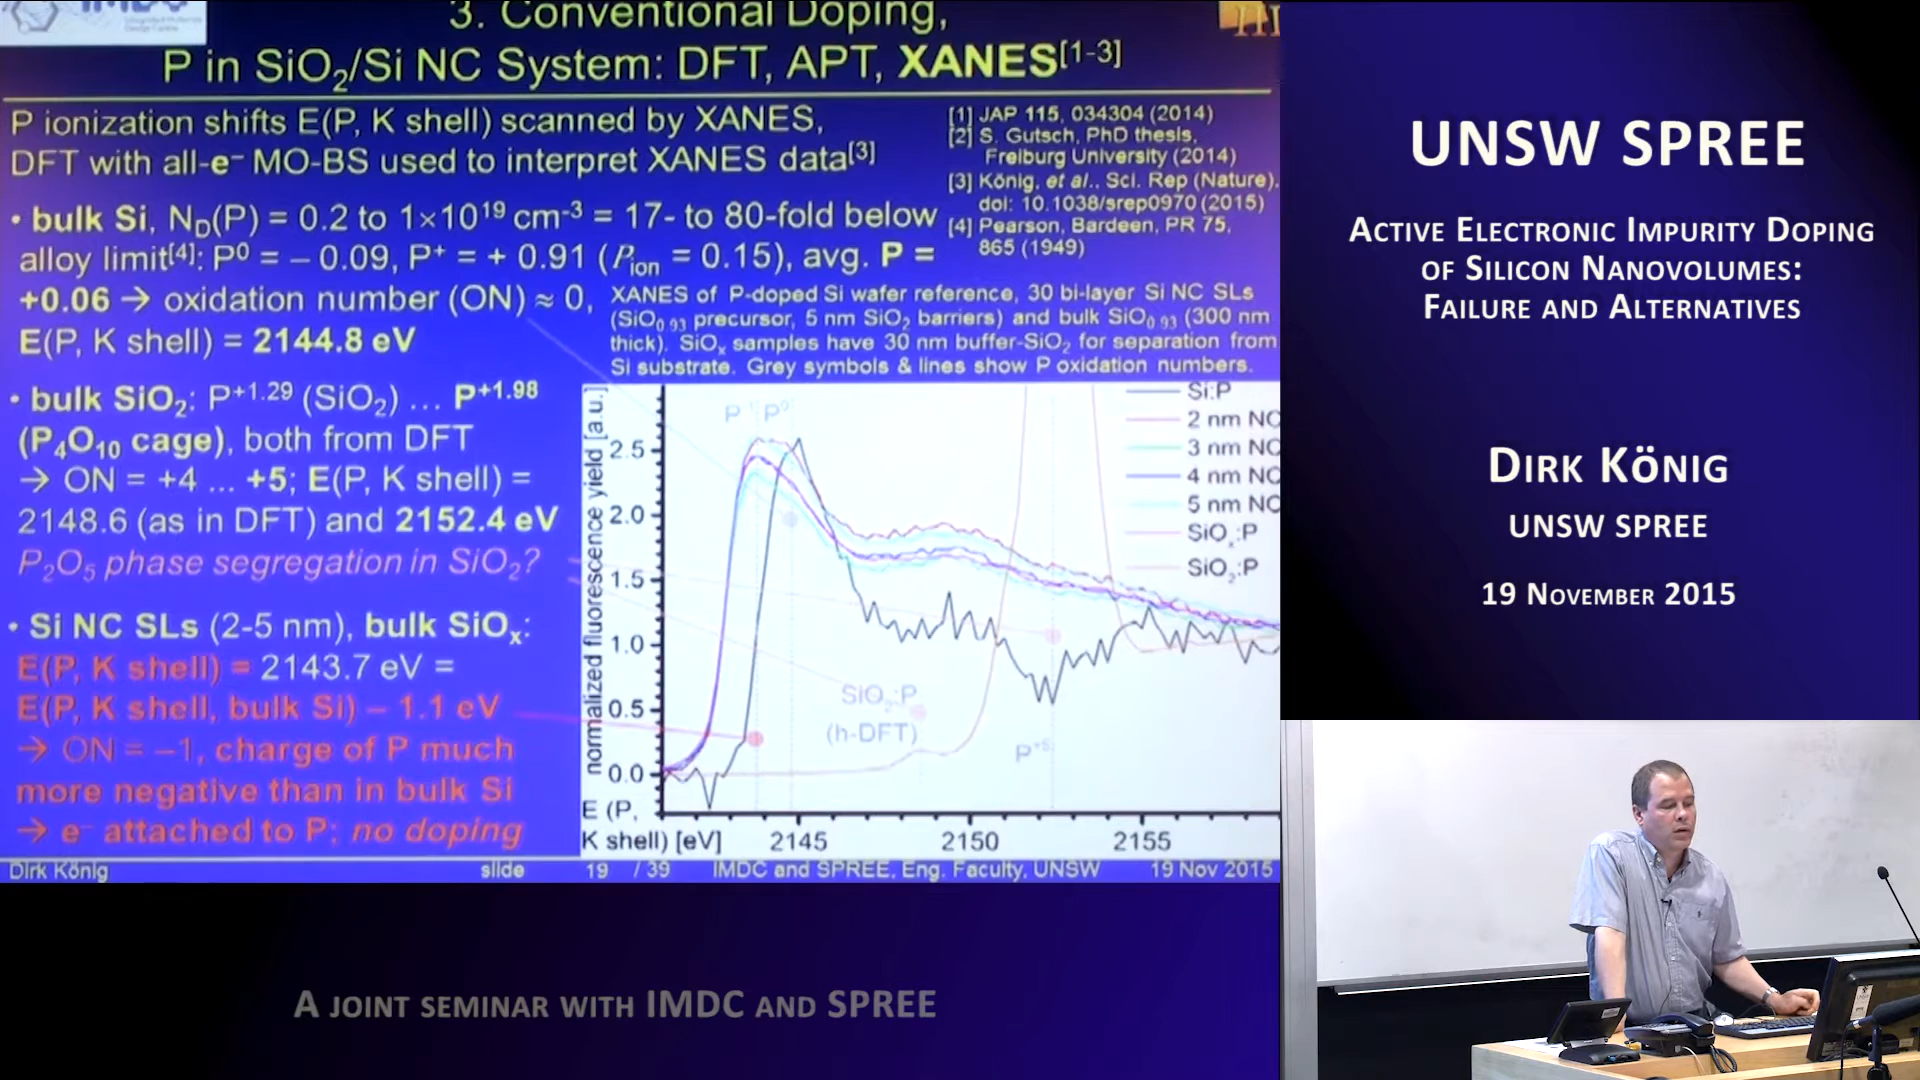 3. Conventional Doping,
P in SiO₂/Si NC System: DFT, APT, XANES[1-3]
P ionization shifts E(P, K shell) scanned by XANES,
DFT with all-e⁻ MO-BS used to interpret XANES data[3]
[1] JAP 115, 034304 (2014)
[2] S. Gutsch, PhD thesis,
Freiburg University (2014)
[3] König, et al., Sci. Rep (Nature),
doi: 10.1038/srep0970 (2015)
[4] Pearson, Bardeen, PR 75,
865 (1949)
• bulk Si, N_D(P) = 0.2 to 1×10¹⁹ cm⁻³ = 17- to 80-fold below
alloy limit[4]: P⁰ = – 0.09, P⁺ = + 0.91 (P_ion = 0.15), avg. P =
+0.06 → oxidation number (ON) ≈ 0,
E(P, K shell) = 2144.8 eV
• bulk SiO₂: P⁺¹·²⁹ (SiO₂) … P⁺¹·⁹⁸
(P₄O₁₀ cage), both from DFT
→ ON = +4 … +5; E(P, K shell) =
2148.6 (as in DFT) and 2152.4 eV
P₂O₅ phase segregation in SiO₂?
• Si NC SLs (2-5 nm), bulk SiOₓ:
E(P, K shell) = 2143.7 eV =
E(P, K shell, bulk Si) – 1.1 eV
→ ON = –1, charge of P much
more negative than in bulk Si
→ e⁻ attached to P; no doping
XANES of P-doped Si wafer reference, 30 bi-layer Si NC SLs
(SiO₀.₉₃ precursor, 5 nm SiO₂ barriers) and bulk SiO₀.₉₃ (300 nm
thick). SiOₓ samples have 30 nm buffer-SiO₂ for separation from
Si substrate. Grey symbols & lines show P oxidation numbers.
normalized fluorescence yield [a.u.]
2.5
2.0
1.5
1.0
0.5
0.0
P⁰
Si:P
2 nm NC
3 nm NC
4 nm NC
5 nm NC
SiOₓ:P
SiO₂:P
SiO₂:P
(h-DFT)
P⁺⁵
E (P,
K shell) [eV]
2145
2150
2155
Dirk König
slide
19 / 39
IMDC and SPREE, Eng. Faculty, UNSW
19 Nov 2015
UNSW SPREE
Active Electronic Impurity Doping
of Silicon Nanovolumes:
Failure and Alternatives
Dirk König
UNSW SPREE
19 November 2015
A joint seminar with IMDC and SPREE